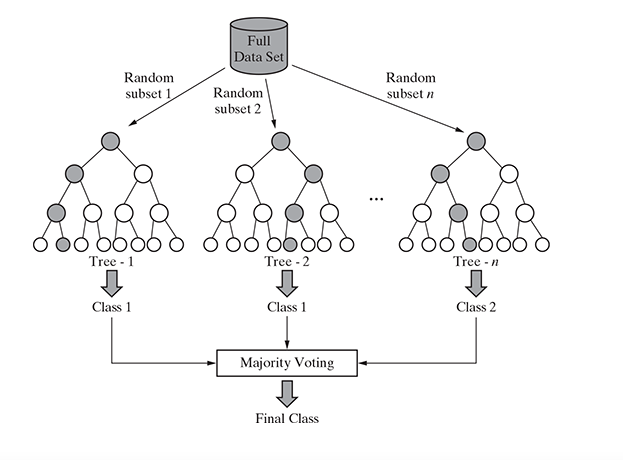 Full
Data Set
Random
subset 1
Random
subset 2
Random
subset n
...
Tree - 1
Tree - 2
Tree - n
Class 1
Class 1
Class 2
Majority Voting
Final Class